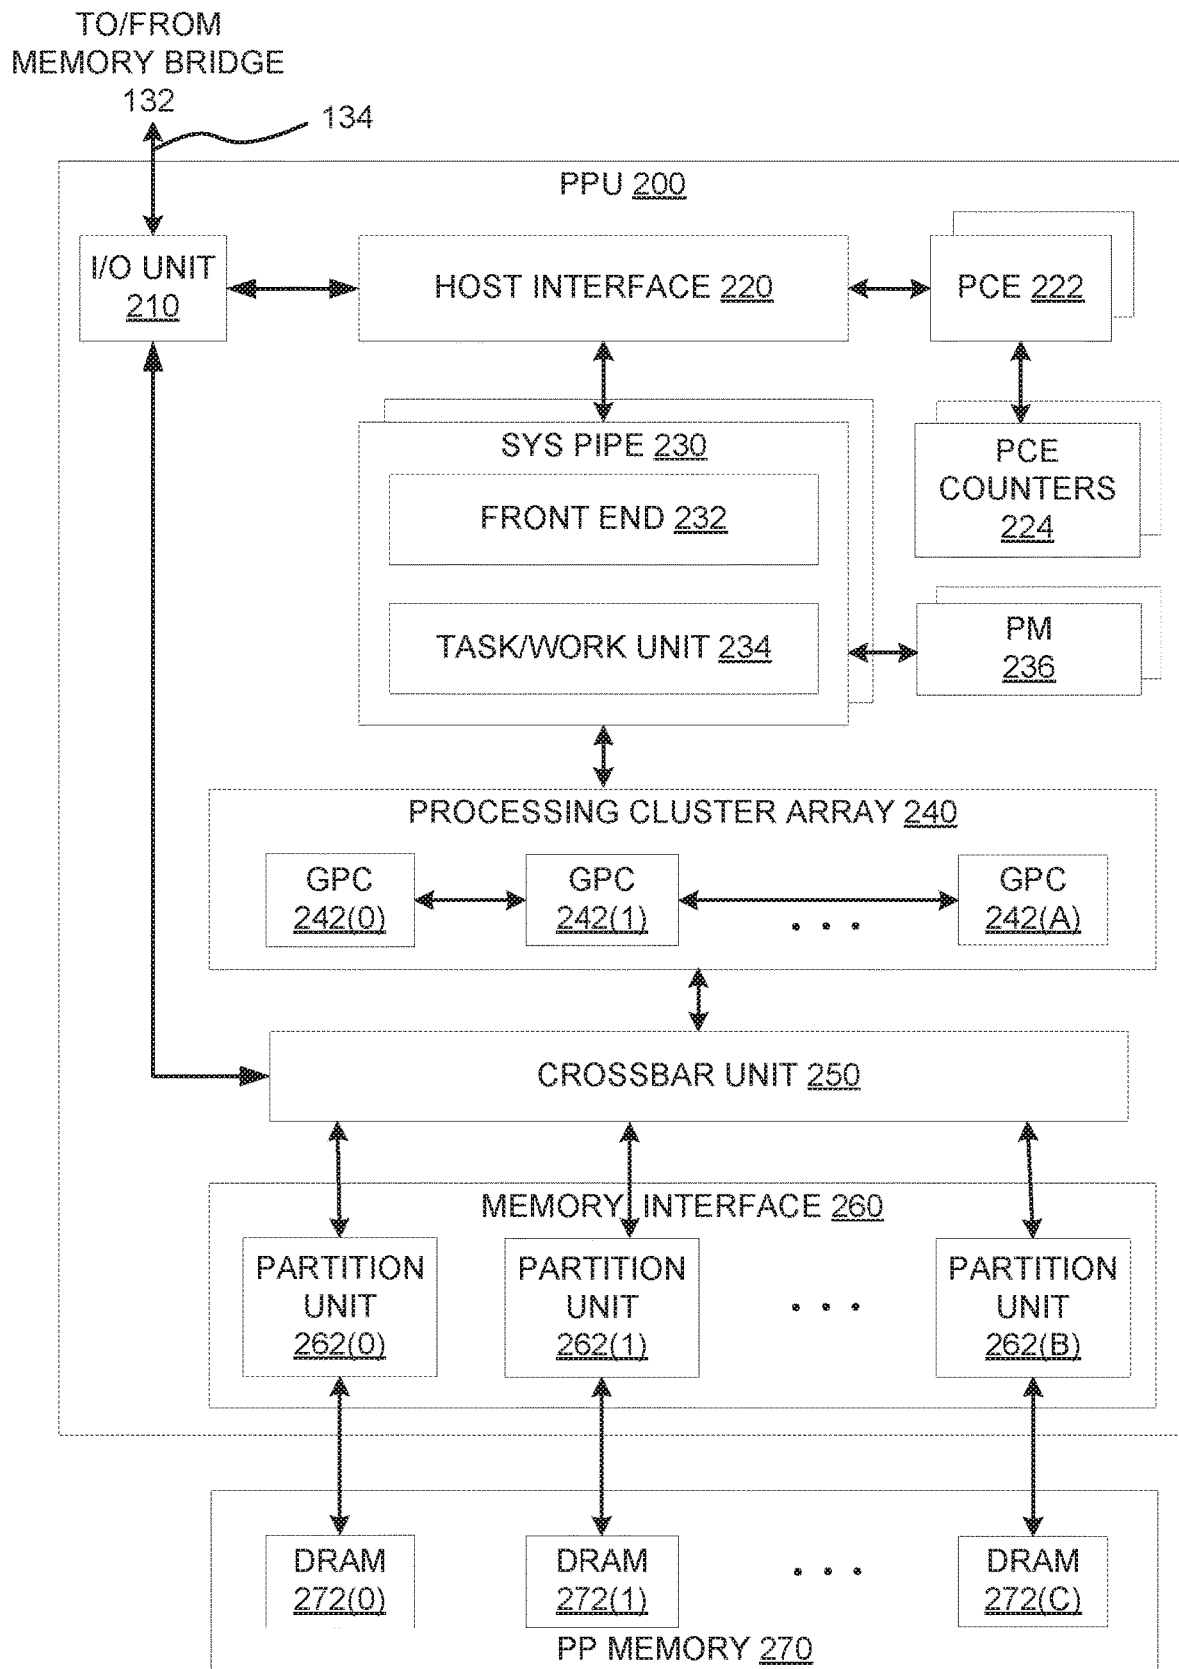 TO/FROM
MEMORY BRIDGE
132
134
PPU 200
I/O UNIT
210
HOST INTERFACE 220
PCE 222
SYS PIPE 230
FRONT END 232
TASK/WORK UNIT 234
PCE
COUNTERS
224
PM
236
PROCESSING CLUSTER ARRAY 240
GPC
242(0)
GPC
242(1)
. . .
GPC
242(A)
CROSSBAR UNIT 250
MEMORY INTERFACE 260
PARTITION
UNIT
262(0)
PARTITION
UNIT
262(1)
. . .
PARTITION
UNIT
262(B)
DRAM
272(0)
DRAM
272(1)
. . .
DRAM
272(C)
PP MEMORY 270